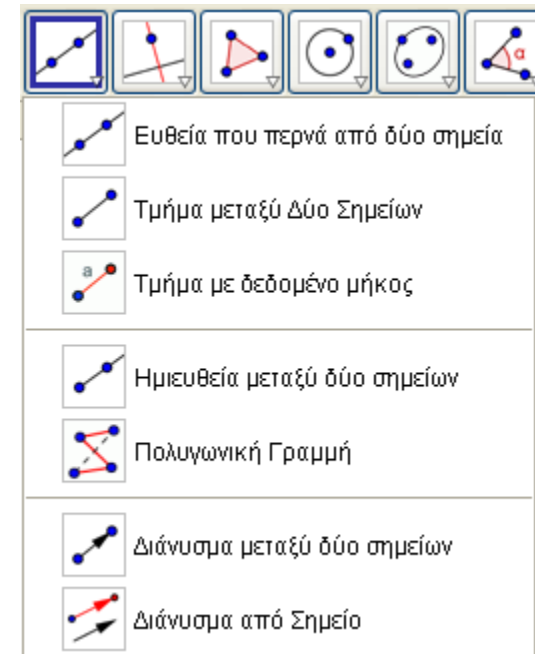 α
Ευθεία που περνά από δύο σημεία
Τμήμα μεταξύ Δύο Σημείων
a
Τμήμα με δεδομένο μήκος
Ημιευθεία μεταξύ δύο σημείων
Πολυγωνική Γραμμή
Διάνυσμα μεταξύ δύο σημείων
Διάνυσμα από Σημείο